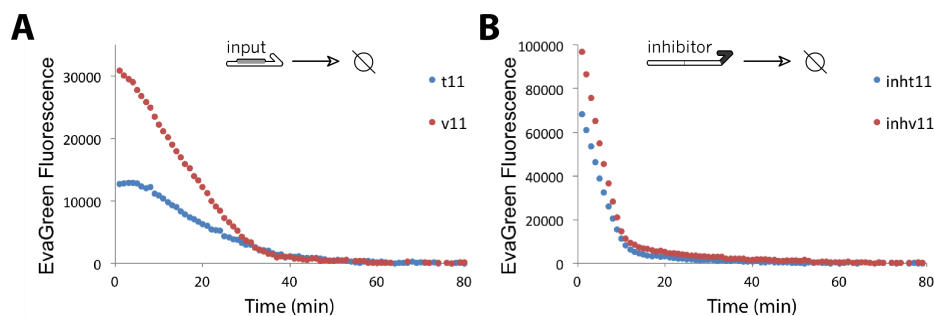 A
input
t11
v11
EvaGreen Fluorescence
30000
20000
10000
0
0 20 40 60 80
Time (min)
B
inhibitor
inht11
inhv11
EvaGreen Fluorescence
100000
80000
60000
40000
20000
0
0 20 40 60 80
Time (min)